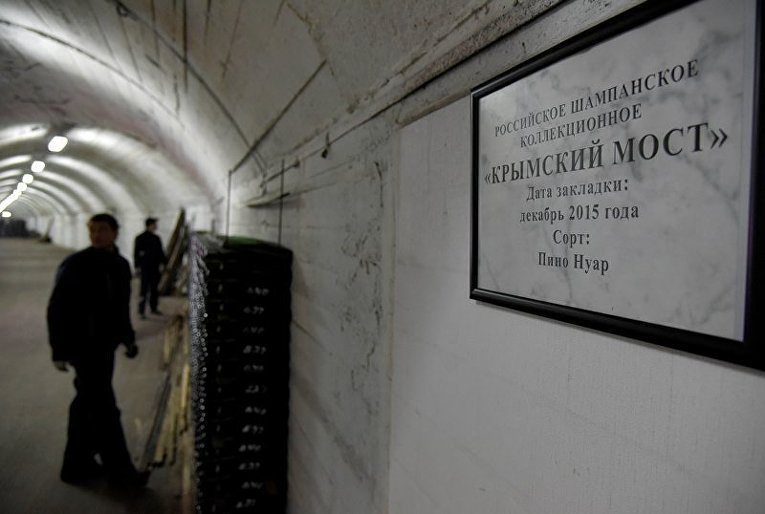 РОССИЙСКОЕ ШАМПАНСКОЕ
КОЛЛЕКЦИОННОЕ
«КРЫМСКИЙ МОСТ»
Дата закладки:
декабрь 2015 года
Сорт:
Пино Нуар